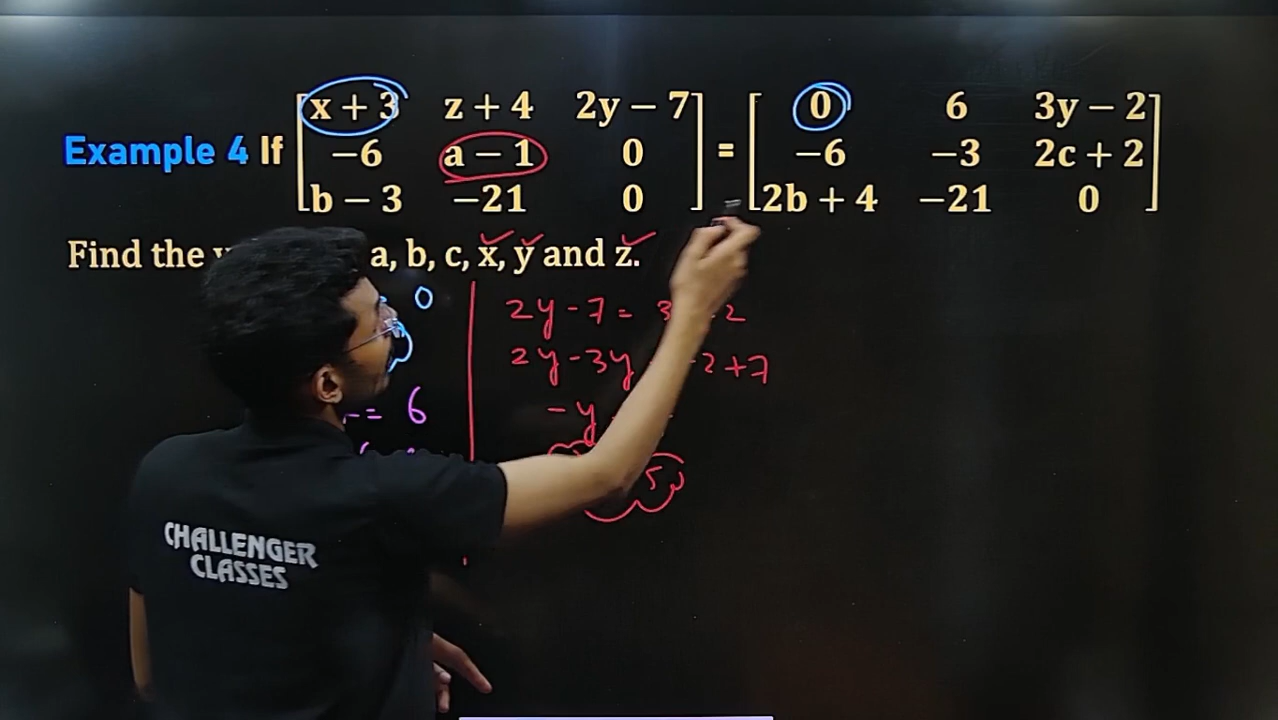 x + 3 z + 4 2y − 7 0 6 3y − 2
Example 4 If −6 a − 1 0 = −6 −3 2c + 2
b − 3 −21 0 2b + 4 −21 0
Find the a, b, c, x, y and z.
0
= 6
2y - 7 = 3 2
2y - 3y - 2 + 7
- y
5
CHALLENGER
CLASSES